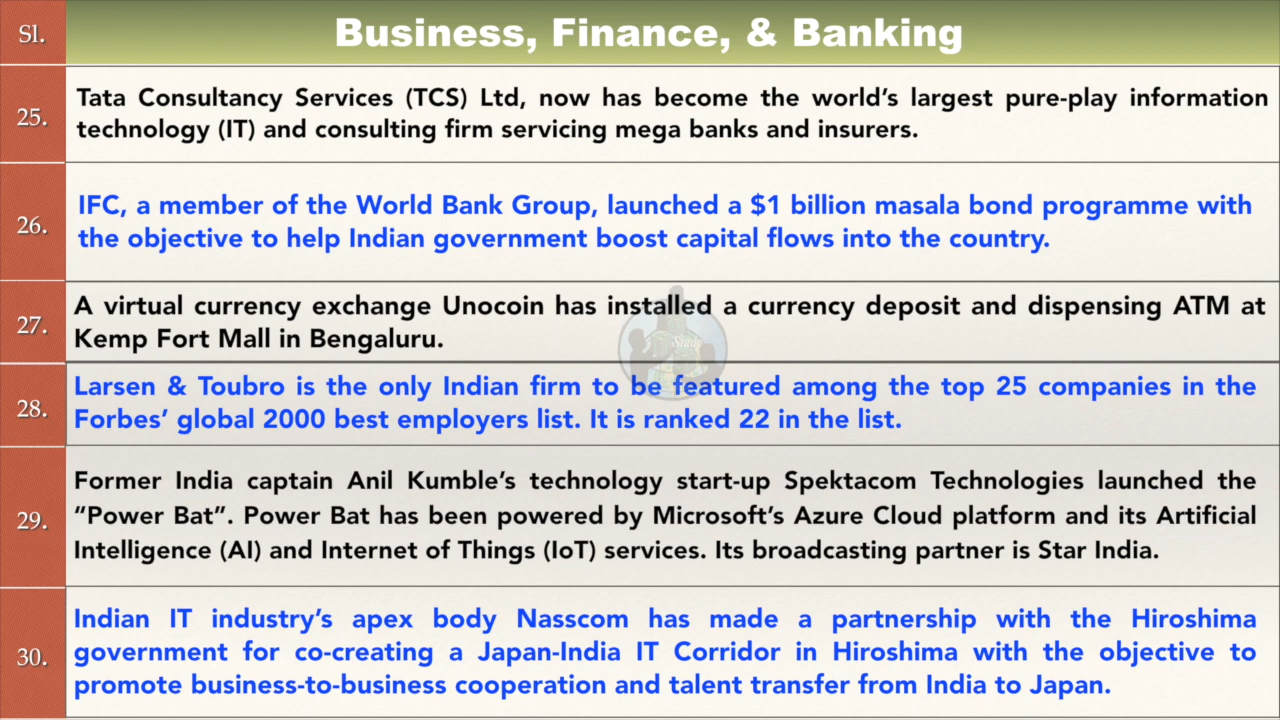 Sl.
Business, Finance, & Banking
25.
Tata Consultancy Services (TCS) Ltd, now has become the world's largest pure-play information
technology (IT) and consulting firm servicing mega banks and insurers.
26.
IFC, a member of the World Bank Group, launched a $1 billion masala bond programme with
the objective to help Indian government boost capital flows into the country.
27.
A virtual currency exchange Unocoin has installed a currency deposit and dispensing ATM at
Kemp Fort Mall in Bengaluru.
Study
28.
Larsen & Toubro is the only Indian firm to be featured among the top 25 companies in the
Forbes' global 2000 best employers list. It is ranked 22 in the list.
29.
Former India captain Anil Kumble's technology start-up Spektacom Technologies launched the
"Power Bat". Power Bat has been powered by Microsoft's Azure Cloud platform and its Artificial
Intelligence (AI) and Internet of Things (IoT) services. Its broadcasting partner is Star India.
30.
Indian IT industry's apex body Nasscom has made a partnership with the Hiroshima
government for co-creating a Japan-India IT Corridor in Hiroshima with the objective to
promote business-to-business cooperation and talent transfer from India to Japan.